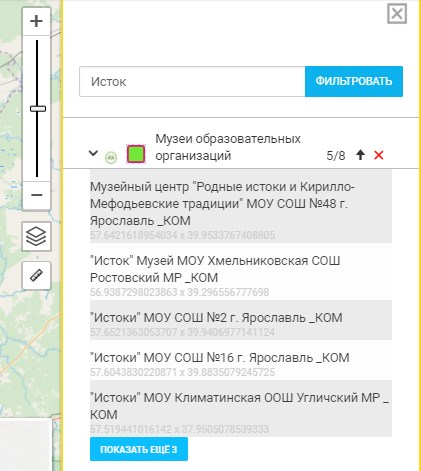 +
Исток
ФИЛЬТРОВАТЬ
Музеи образовательных
организаций
5/8
Музейный центр "Родные истоки и Кирилло-
Мефодьевские традиции" МОУ СОШ №48 г.
Ярославль _КОМ
57.6421618954034 x 39.9533767408805
"Исток" Музей МОУ Хмельниковская СОШ
Ростовский МР _КОМ
56.9387298023863 x 39.296556777698
"Истоки" МОУ СОШ №2 г. Ярославль _КОМ
57.6521363053707 x 39.9406977141124
"Истоки" МОУ СОШ №16 г. Ярославль _КОМ
57.6043830220871 x 39.8835079245725
"Истоки" МОУ Климатинская ООШ Угличский МР _
КОМ
57.519441016142 x 37.9505078539333
ПОКАЗАТЬ ЕЩЁ 3